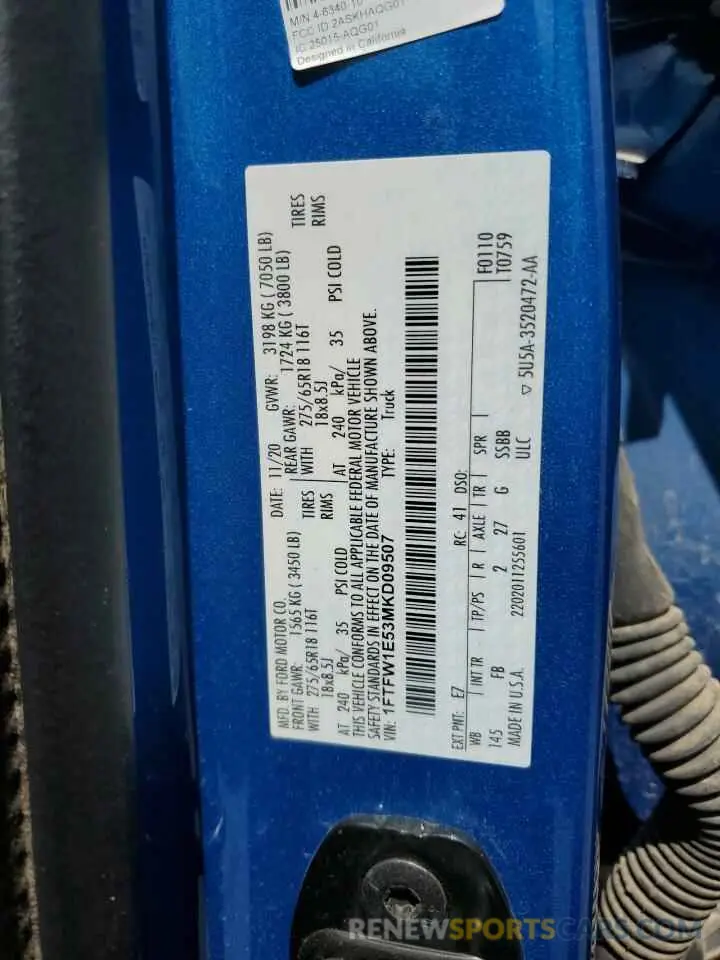 M/N 4-8340-10
FCC ID 2ASKHAQG01
IC 25015-AQG01
Designed in California
MFD. BY FORD MOTOR CO. DATE: 11/20 GVWR: 3198 KG ( 7050 LB)
FRONT GAWR: 1565 KG ( 3450 LB) REAR GAWR: 1724 KG ( 3800 LB)
WITH 275/65R18 116T TIRES WITH 275/65R18 116T TIRES
18x8.5J RIMS 18x8.5J RIMS
AT 240 kPa/ 35 PSI COLD AT 240 kPa/ 35 PSI COLD
THIS VEHICLE CONFORMS TO ALL APPLICABLE FEDERAL MOTOR VEHICLE
SAFETY STANDARDS IN EFFECT ON THE DATE OF MANUFACTURE SHOWN ABOVE.
VIN: 1FTFW1E53MKD09507 TYPE: Truck
EXT PNT: E7 RC: 41 DSO:
WB INT TR TP/PS R AXLE TR SPR F0110
145 FB 2 27 G SSBB T0759
MADE IN U.S.A. 2202011255601 ULC 5U5A-3520472-AA
RENEWSPORTSCARS.COM